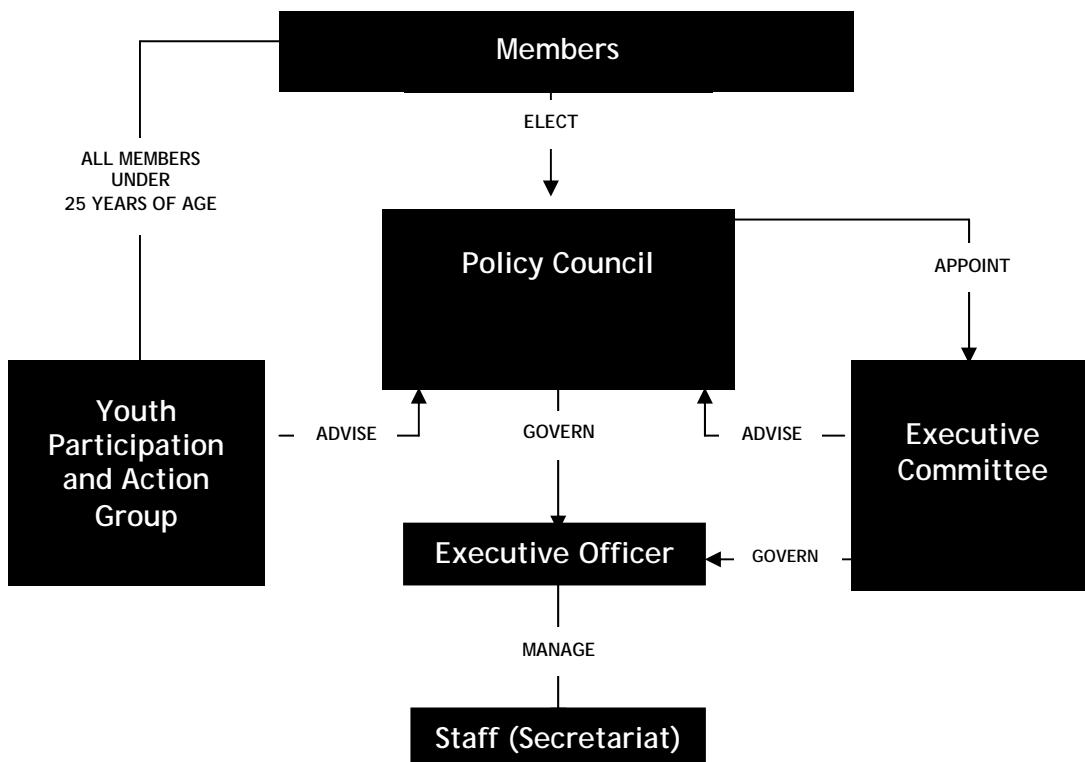 Members
ELECT
ALL MEMBERS
UNDER
25 YEARS OF AGE
Policy Council
APPOINT
Youth
Participation
and Action
Group
ADVISE
GOVERN
ADVISE
Executive
Committee
Executive Officer
GOVERN
MANAGE
Staff (Secretariat)